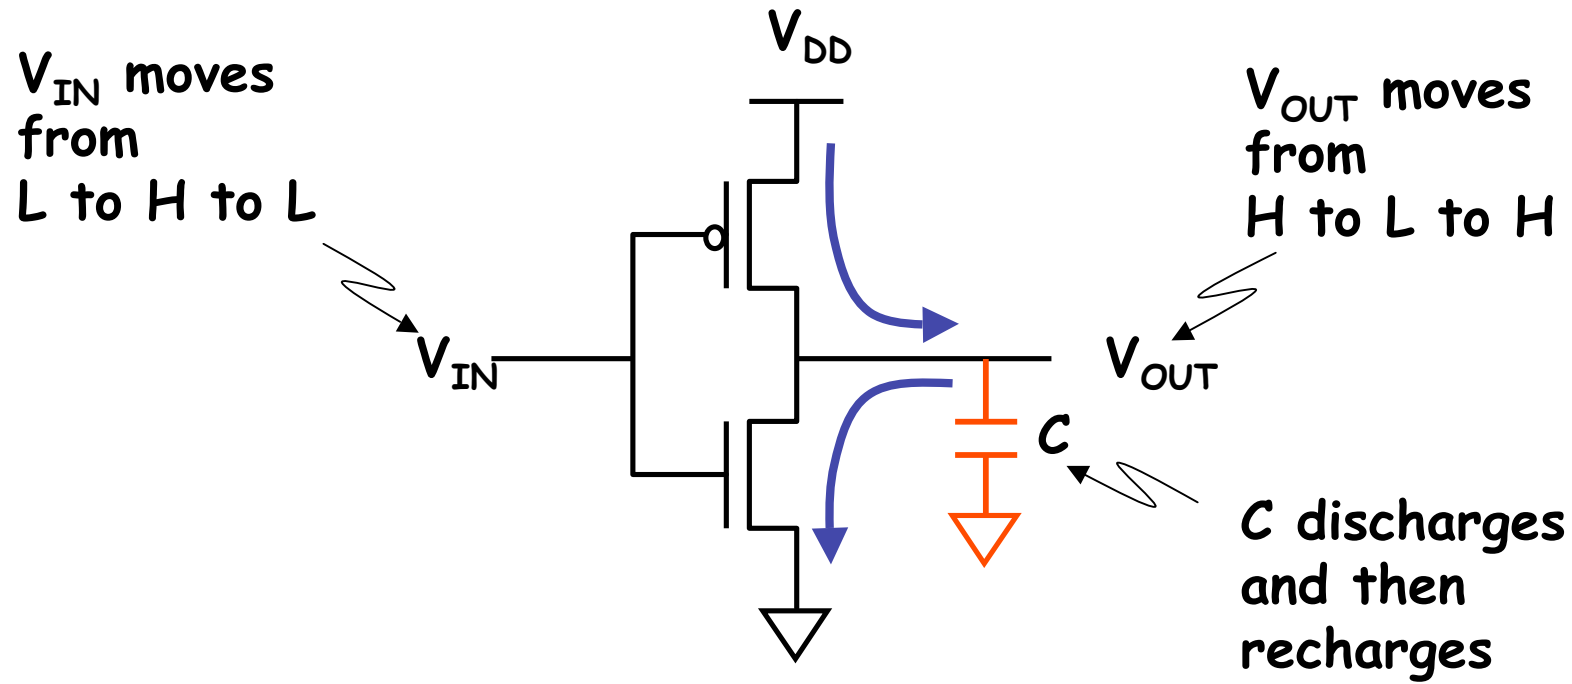 VDD
VIN moves
from
L to H to L
VOUT moves
from
H to L to H
VIN
VOUT
C
C discharges
and then
recharges